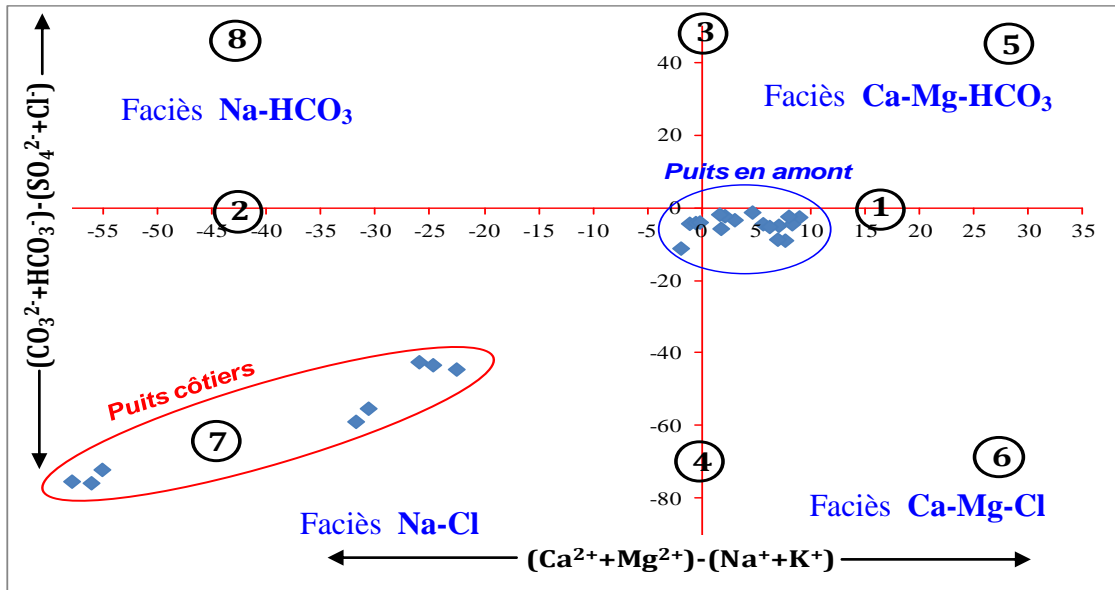 8
3
5
40
Faciès Na-HCO₃
Faciès Ca-Mg-HCO₃
20
Puits en amont
2
0
1
-55 -50 -45 -40 -35 -30 -25 -20 -15 -10 -5 0 5 10 15 20 25 30 35
(CO₃²⁻+HCO₃⁻)-(SO₄²⁻+Cl⁻)
-20
-40
Puits côtiers
-60
7
4
6
-80
Faciès Na-Cl
Faciès Ca-Mg-Cl
(Ca²⁺+Mg²⁺)-(Na⁺+K⁺)